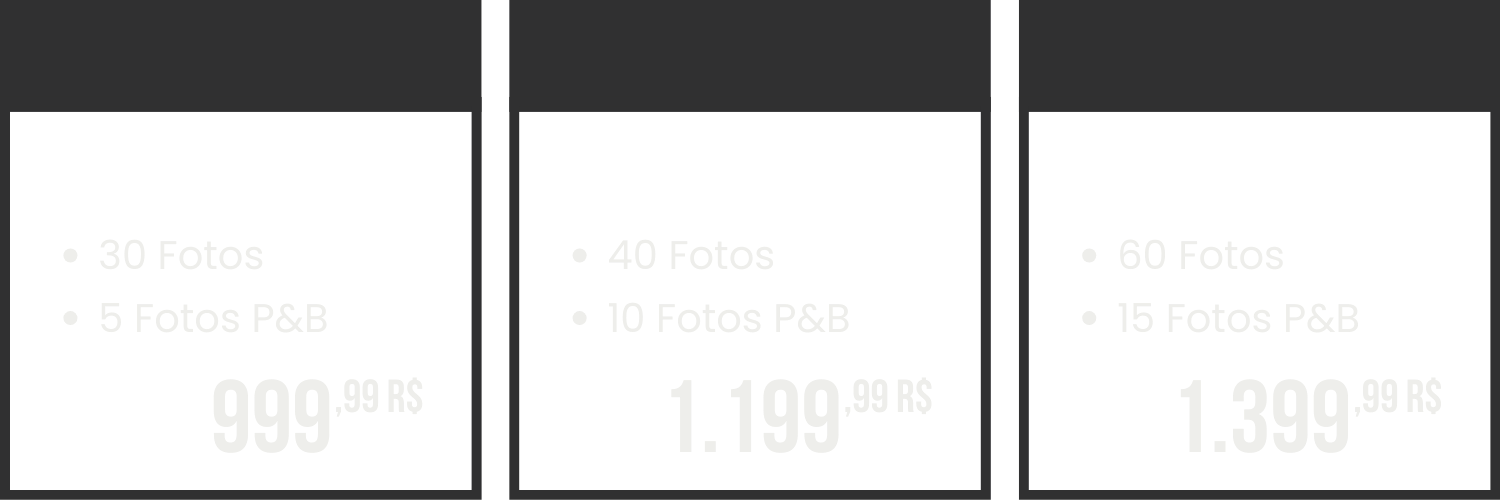 • 30 Fotos
• 5 Fotos P&B
999,99 R$
• 40 Fotos
• 10 Fotos P&B
1.199,99 R$
• 60 Fotos
• 15 Fotos P&B
1.399,99 R$